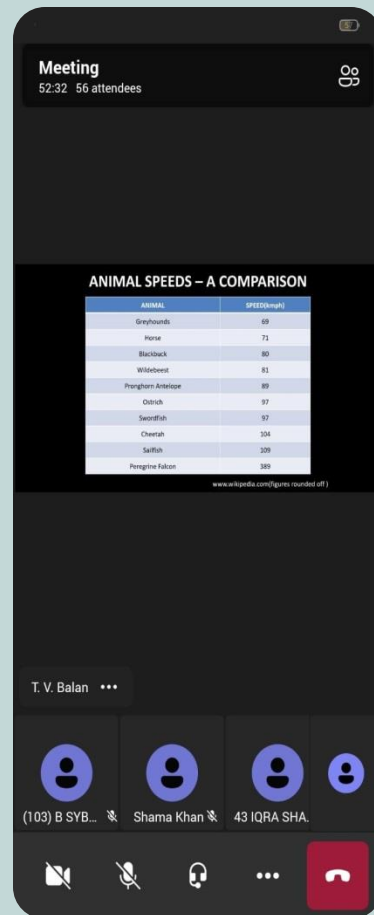 Meeting
52:32 56 attendees
ANIMAL SPEEDS – A COMPARISON
ANIMAL SPEED(kmph)
Greyhounds 69
Horse 71
Blackback 80
Wildebeest 81
Pronghorn Antelope 89
Ostrich 97
Swordfish 97
Cheetah 104
Sailfish 109
Peregrine Falcon 389
www.wikipedia.com(figures rounded off )
T. V. Balan •••
(103) B SYB... Shama Khan 43 IQRA SHA.